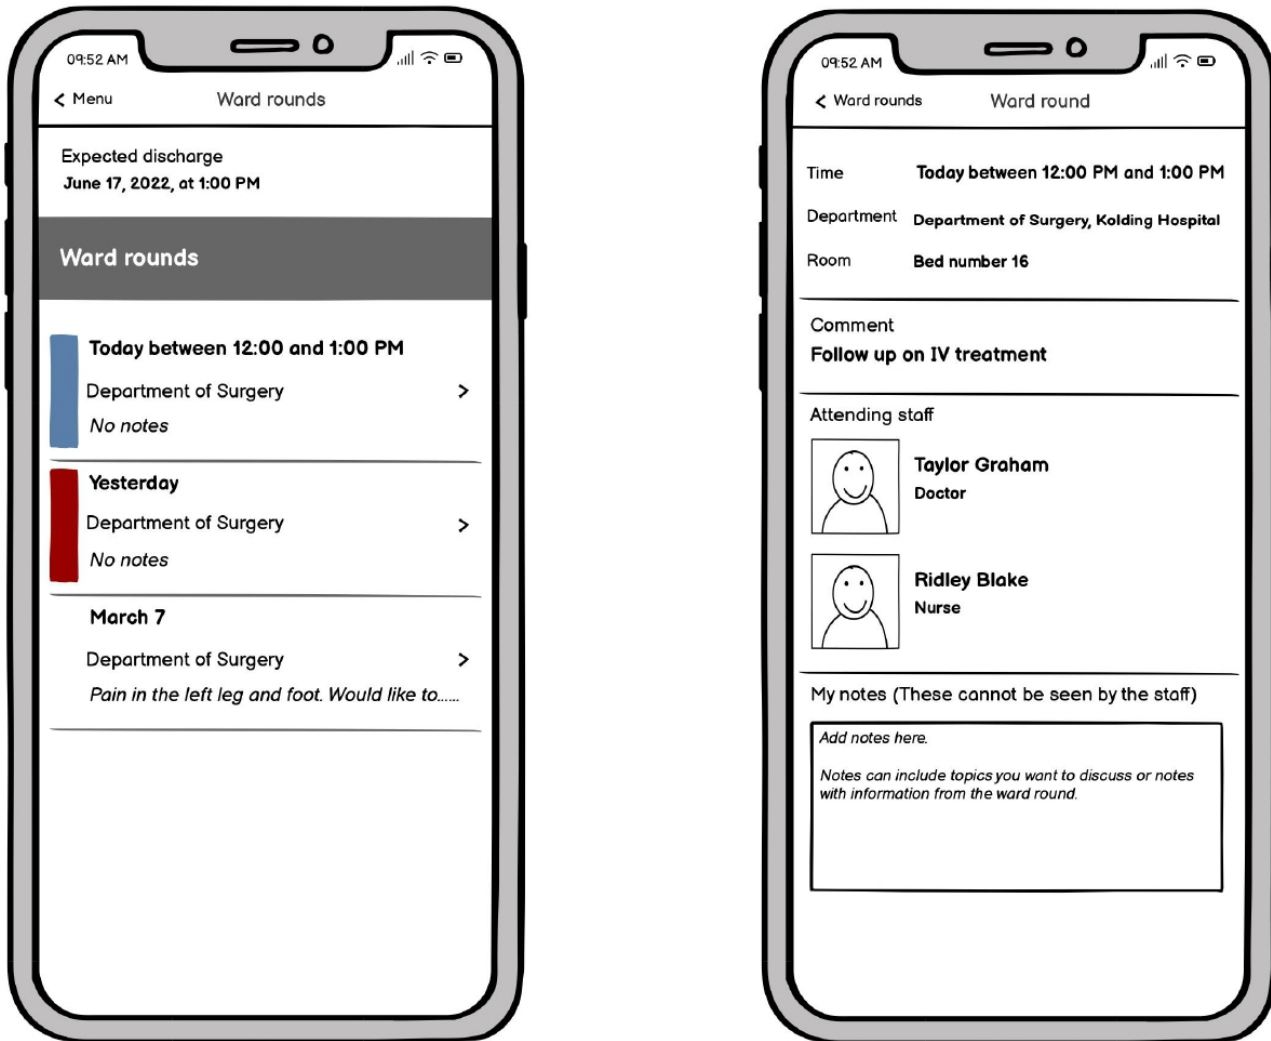 09:52 AM
Menu
Ward rounds
Expected discharge
June 17, 2022, at 1:00 PM
Ward rounds
Today between 12:00 and 1:00 PM
Department of Surgery
No notes
Yesterday
Department of Surgery
No notes
March 7
Department of Surgery
Pain in the left leg and foot. Would like to......
09:52 AM
Ward rounds
Ward round
Time
Today between 12:00 PM and 1:00 PM
Department
Department of Surgery, Kolding Hospital
Room
Bed number 16
Comment
Follow up on IV treatment
Attending staff
Taylor Graham
Doctor
Ridley Blake
Nurse
My notes (These cannot be seen by the staff)
Add notes here.
Notes can include topics you want to discuss or notes
with information from the ward round.